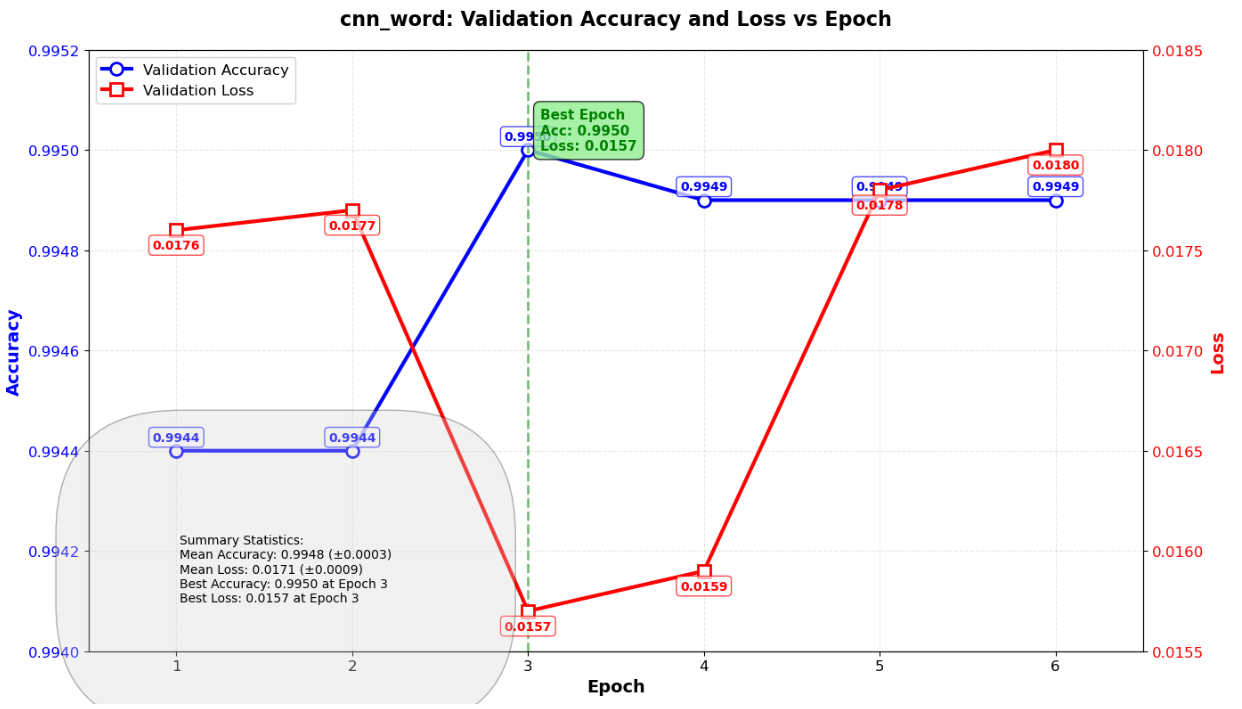 cnn_word: Validation Accuracy and Loss vs Epoch
Validation Accuracy
Validation Loss
Best Epoch
Acc: 0.9950
Loss: 0.0157
Accuracy
0.9952
0.9950
0.9948
0.9946
0.9944
0.9942
0.9940
0.9944
0.9944
0.9950
0.9949
0.9949
0.9949
0.0176
0.0177
0.0157
0.0159
0.0178
0.0180
Summary Statistics:
Mean Accuracy: 0.9948 (±0.0003)
Mean Loss: 0.0171 (±0.0009)
Best Accuracy: 0.9950 at Epoch 3
Best Loss: 0.0157 at Epoch 3
0.0185
0.0180
0.0175
0.0170
0.0165
0.0160
0.0155
Loss
1 2 3 4 5 6
Epoch